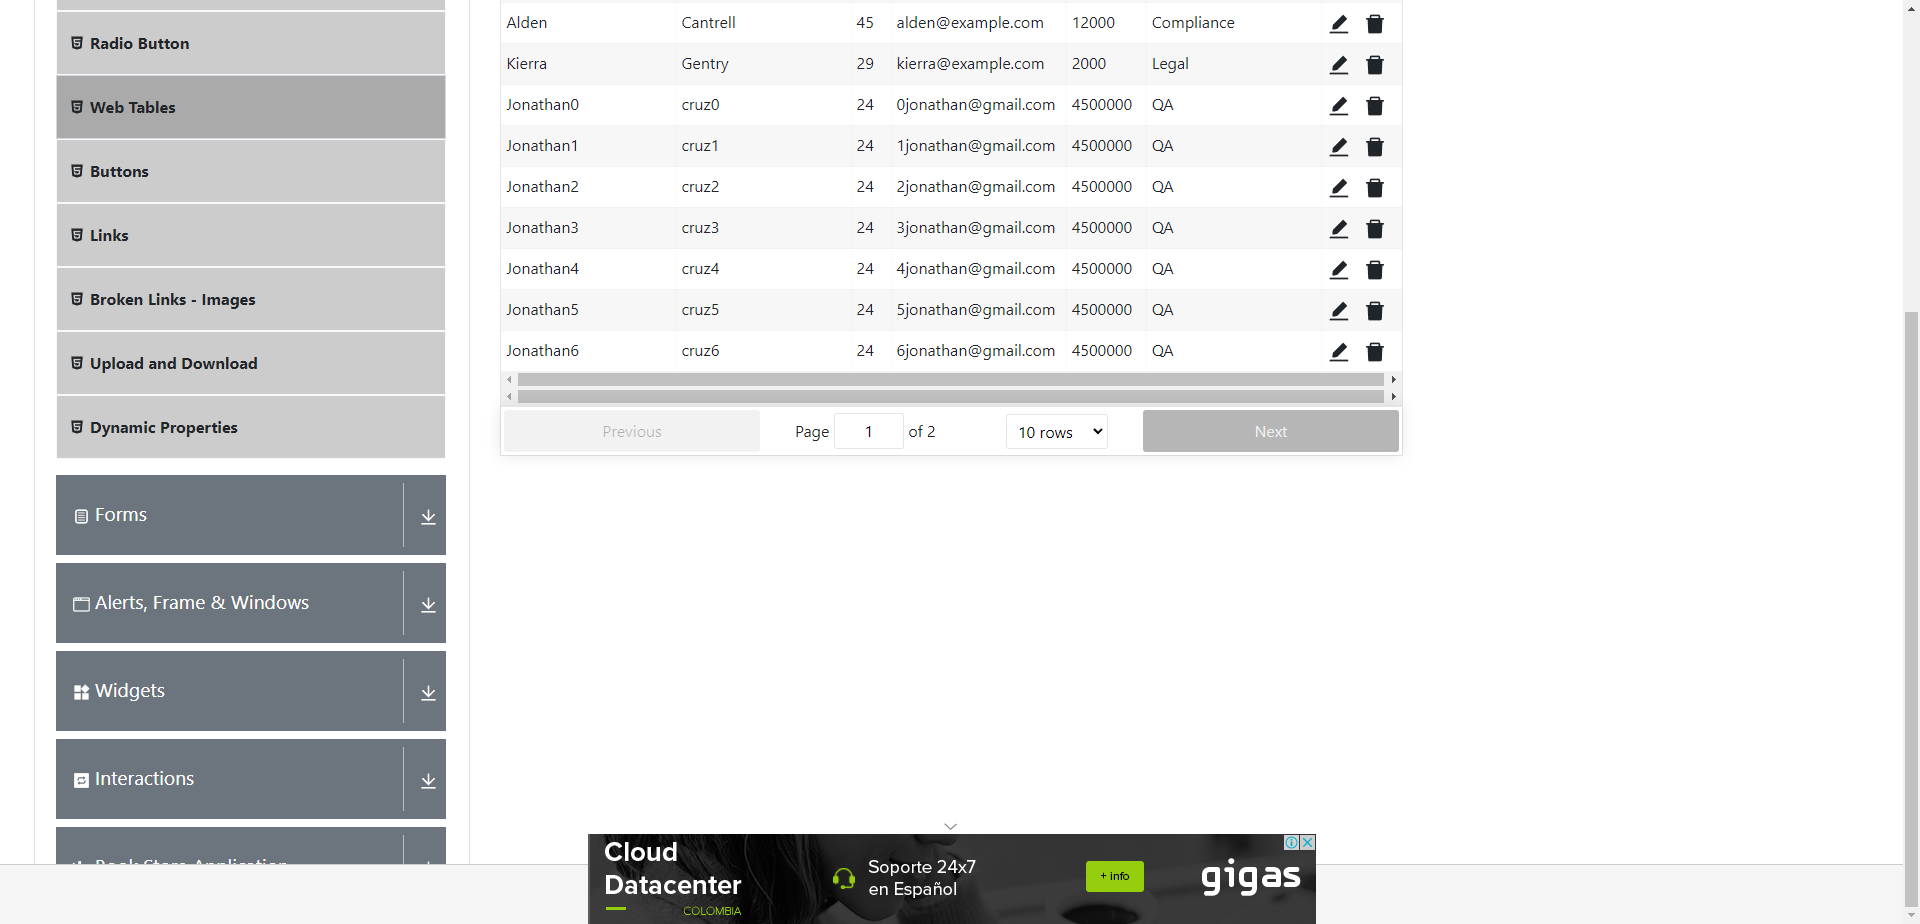 Radio Button
Web Tables
Buttons
Links
Broken Links - Images
Upload and Download
Dynamic Properties
Forms
Alerts, Frame & Windows
Widgets
Interactions
Book Store Application
Alden Cantrell 45 alden@example.com 12000 Compliance
Kierra Gentry 29 kierra@example.com 2000 Legal
Jonathan0 cruz0 24 0jonathan@gmail.com 4500000 QA
Jonathan1 cruz1 24 1jonathan@gmail.com 4500000 QA
Jonathan2 cruz2 24 2jonathan@gmail.com 4500000 QA
Jonathan3 cruz3 24 3jonathan@gmail.com 4500000 QA
Jonathan4 cruz4 24 4jonathan@gmail.com 4500000 QA
Jonathan5 cruz5 24 5jonathan@gmail.com 4500000 QA
Jonathan6 cruz6 24 6jonathan@gmail.com 4500000 QA
Previous Page 1 of 2 10 rows Next
Cloud
Datacenter
COLOMBIA
Soporte 24x7
en Español
+ info
gigas